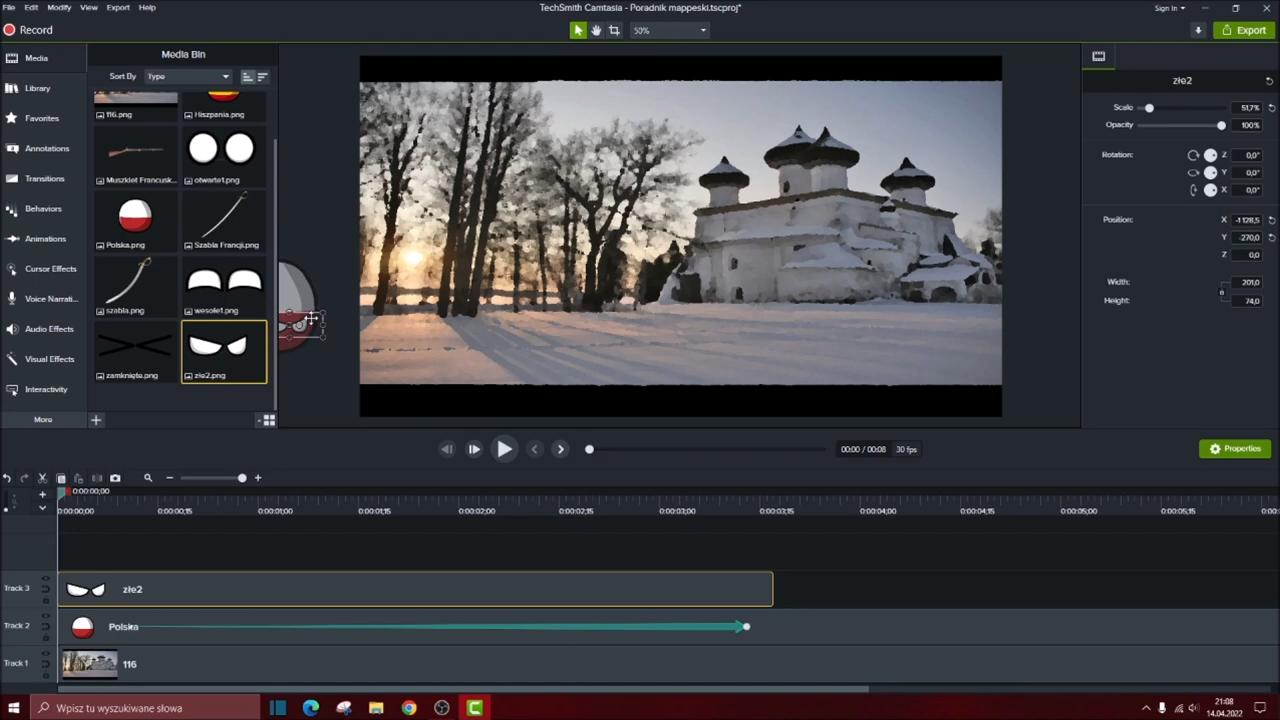 File Edit Modify View Export Help
TechSmith Camtasia - Poradnik mappeski.tscproj*
Sign In
Record
50%
Export
Media
Library
Favorites
Annotations
Transitions
Behaviors
Animations
Cursor Effects
Voice Narrati...
Audio Effects
Visual Effects
Interactivity
More
Media Bin
Sort By Type
116.png
Hiszpania.png
Muszkiet Francusk...
otwarte1.png
Polska.png
Szabla Francji.png
szabla.png
wesołe1.png
zamknięte.png
złe2.png
złe2
Scale 51,7%
Opacity 100%
Rotation: Z 0,0°
Y 0,0°
X 0,0°
Position: X -1128,5
Y -270,0
Z 0,0
Width: 201,0
Height: 74,0
00:00 / 00:08 30 fps
Properties
0:00:00;00
0:00:00;00 0:00:00;15 0:00:01;00 0:00:01;15 0:00:02;00 0:00:02;15 0:00:03;00 0:00:03;15 0:00:04;00 0:00:04;15 0:00:05;00 0:00:05;15
Track 3 złe2
Track 2 Polska
Track 1 116
Wpisz tu wyszukiwane słowa
21:08
14.04.2022